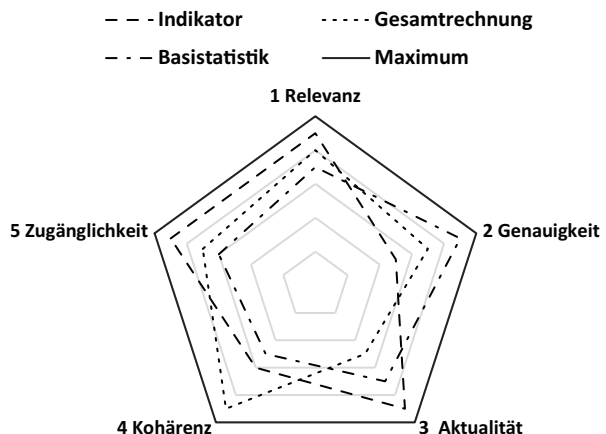 Indikator Gesamtrechnung
Basistatistik Maximum
1 Relevanz
5 Zugänglichkeit 2 Genauigkeit
4 Kohärenz 3 Aktualität